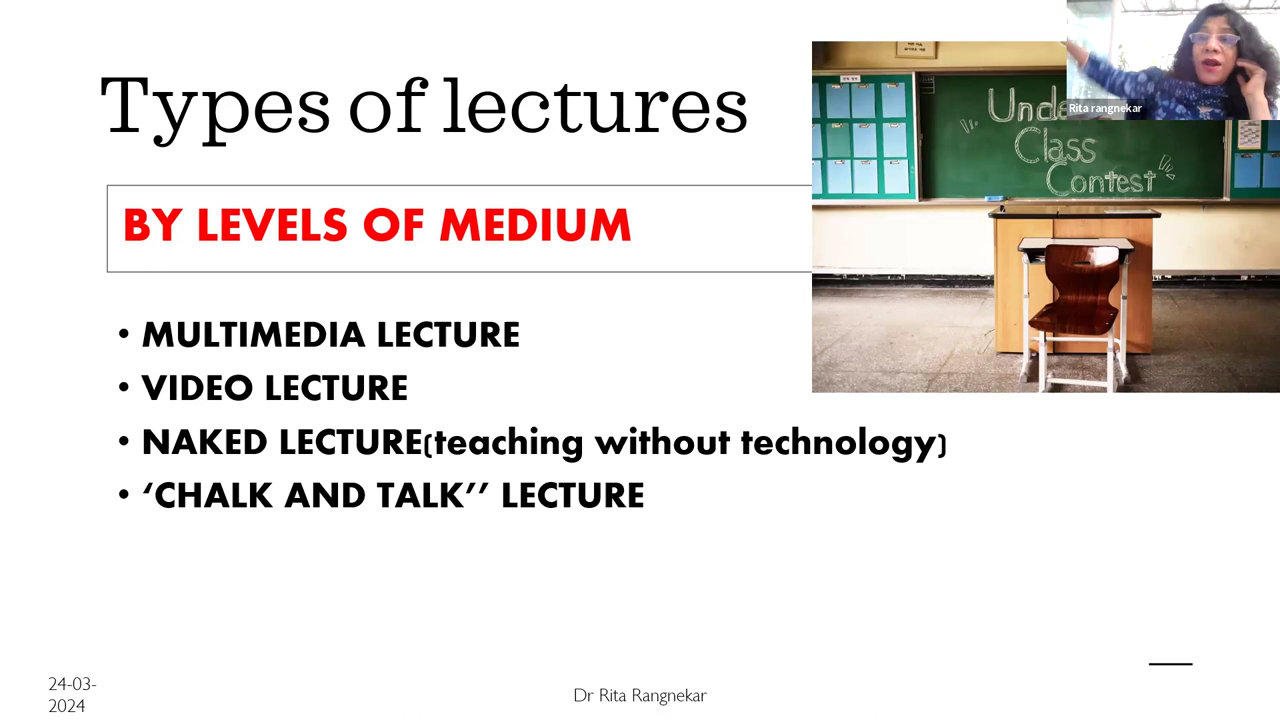 Types of lectures
BY LEVELS OF MEDIUM
• MULTIMEDIA LECTURE
• VIDEO LECTURE
• NAKED LECTURE(teaching without technology)
• ‘CHALK AND TALK’’ LECTURE
Class
Contest
Rita rangnekar
24-03-
2024
Dr Rita Rangnekar